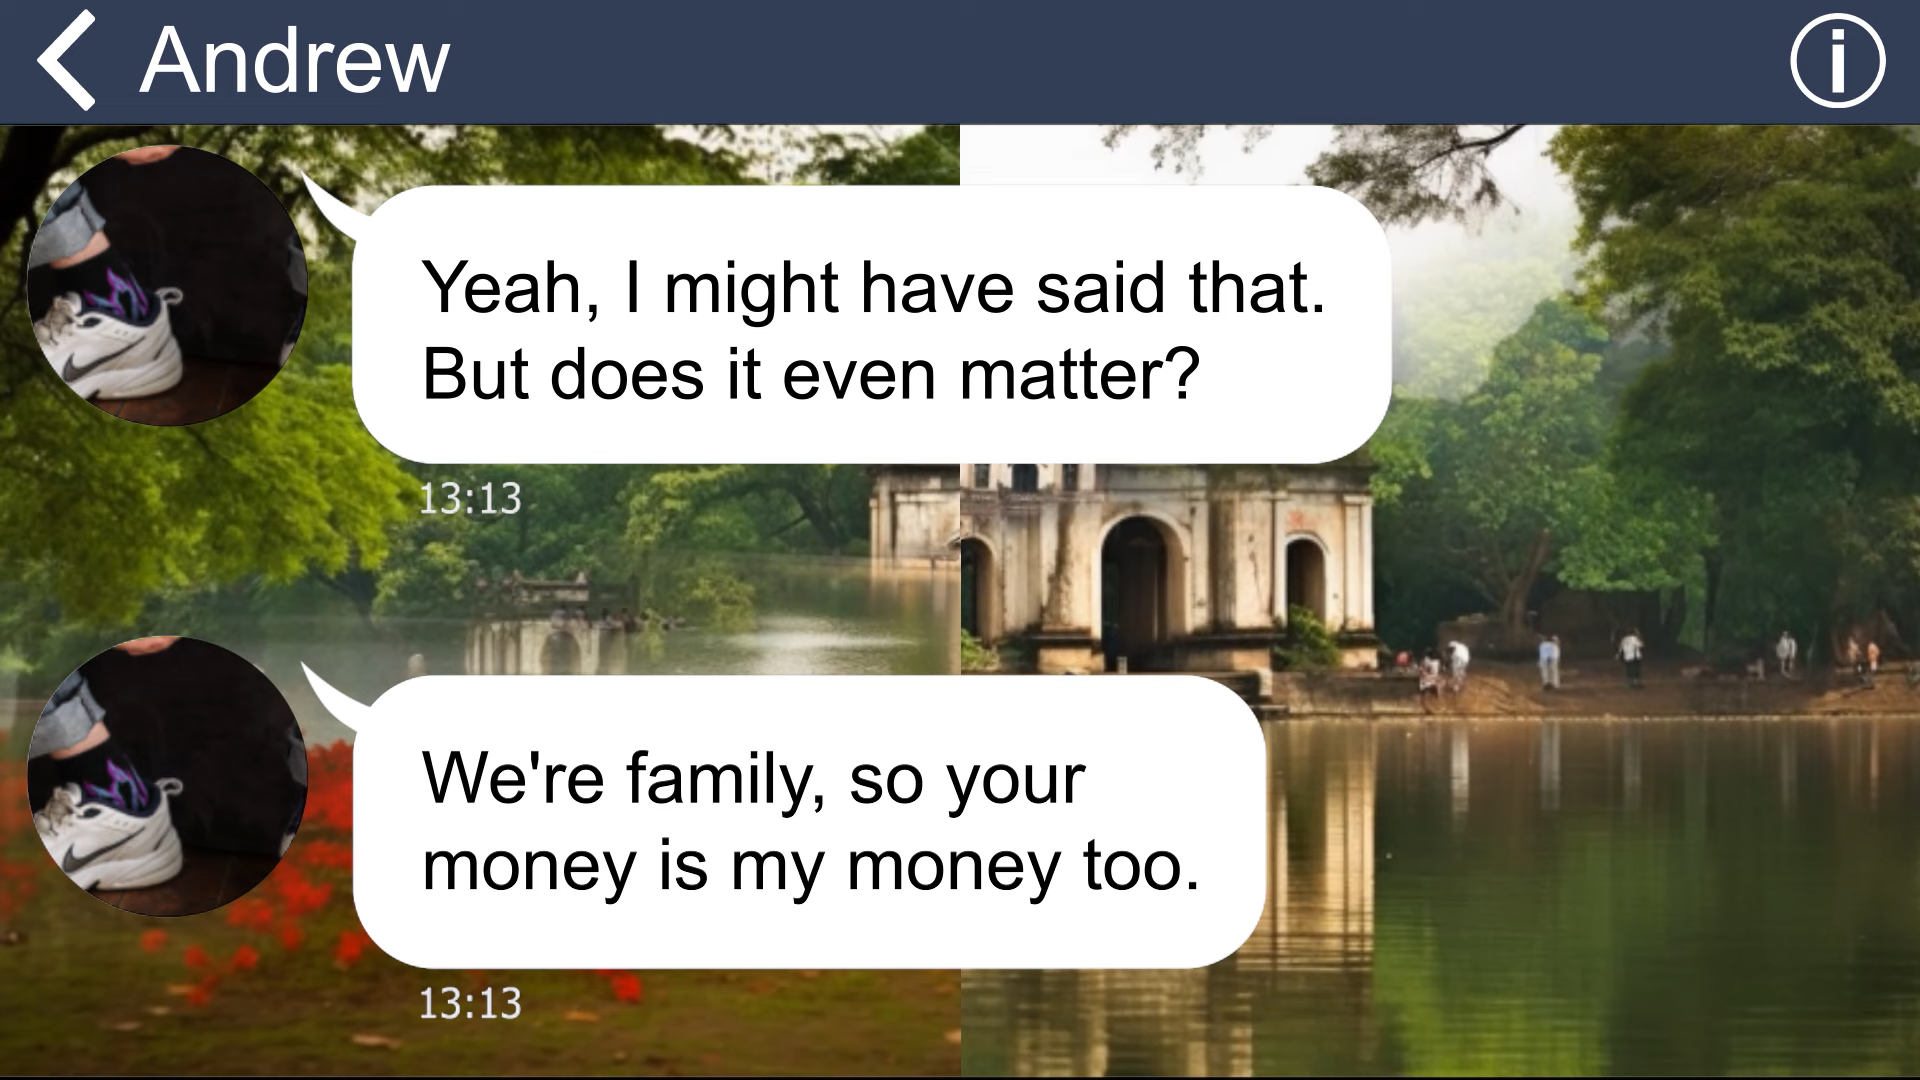 Andrew
Yeah, I might have said that.
But does it even matter?
13:13
We're family, so your
money is my money too.
13:13